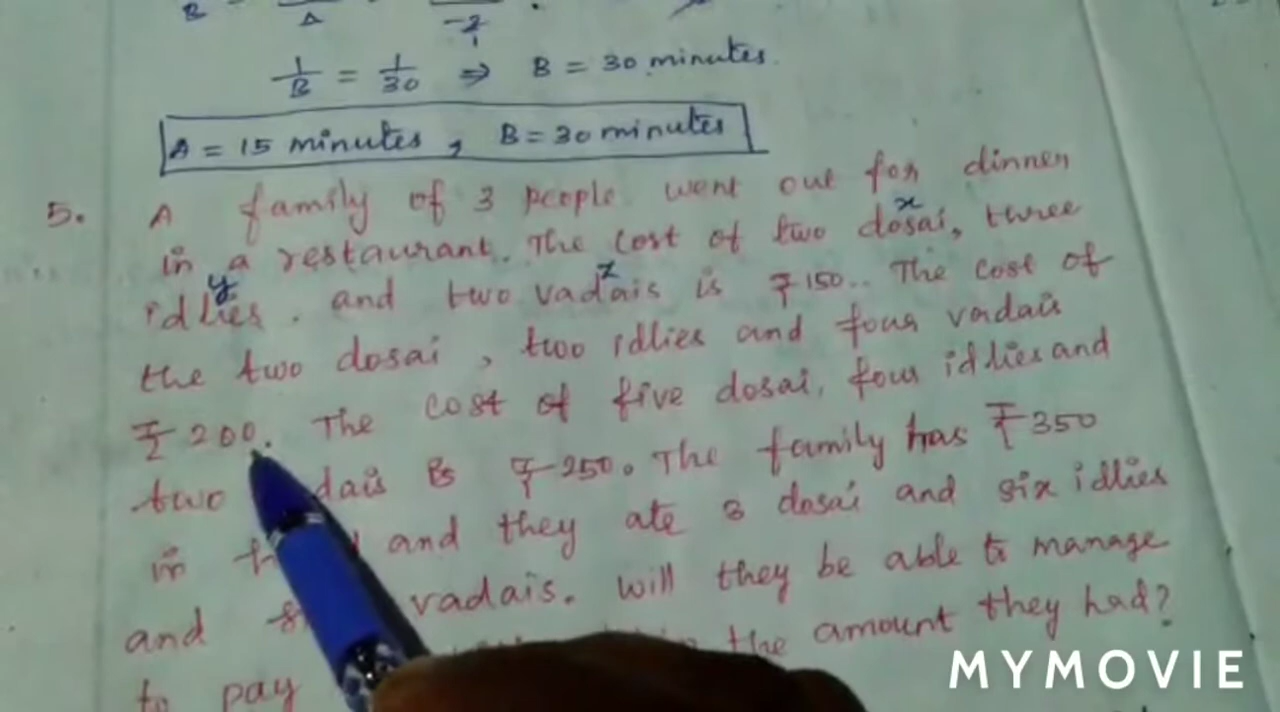 1/B = 1/30 ⇒ B = 30 minutes.
A = 15 minutes, B = 30 minutes
5. A family of 3 people went out for dinner
in a restaurant. The cost of two dosai, three
x
idlies, and two vadais is ₹150. The cost of
y z
the two dosai, two idlies and four vadais
₹200. The cost of five dosai, four idlies and
two is ₹250. The family has ₹350
in and they ate 3 dosai and six idlies
and vadais. Will they be able to manage
to pay the amount they had?
MYMOVIE